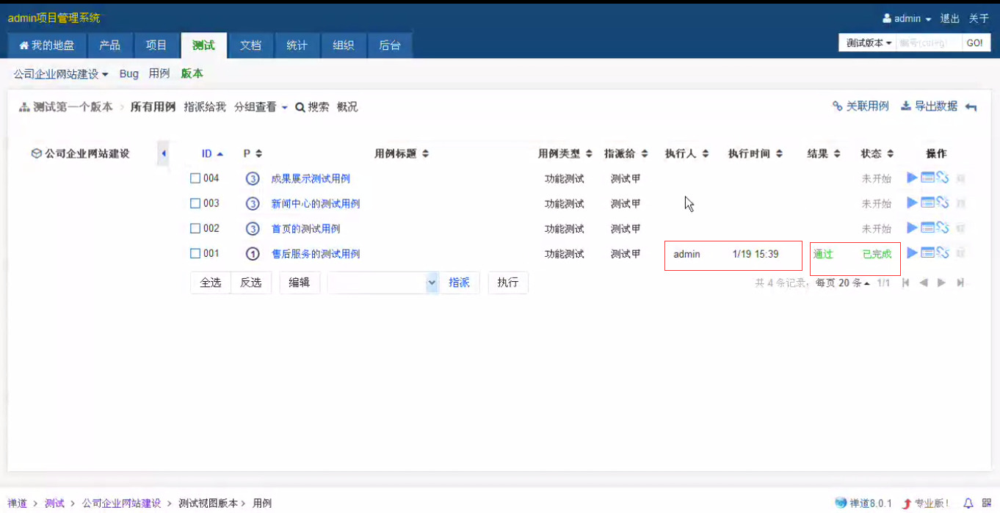 admin项目管理系统 admin 退出 关于
我的地盘 产品 项目 测试 文档 统计 组织 后台 测试版本 编号(ctrl+g) GO!
公司企业网站建设 Bug 用例 版本
测试第一个版本 所有用例 指派给我 分组查看 搜索 概况 关联用例 导出数据
公司企业网站建设 ID P 用例标题 用例类型 指派给 执行人 执行时间 结果 状态 操作
004 3 成果展示测试用例 功能测试 测试甲 未开始
003 3 新闻中心的测试用例 功能测试 测试甲 未开始
002 3 首页的测试用例 功能测试 测试甲 未开始
001 1 售后服务的测试用例 功能测试 测试甲 admin 1/19 15:39 通过 已完成
全选 反选 编辑 指派 执行 共 4 条记录，每页 20 条 1/1
禅道 > 测试 > 公司企业网站建设 > 测试视图版本 > 用例 禅道8.0.1 专业版!